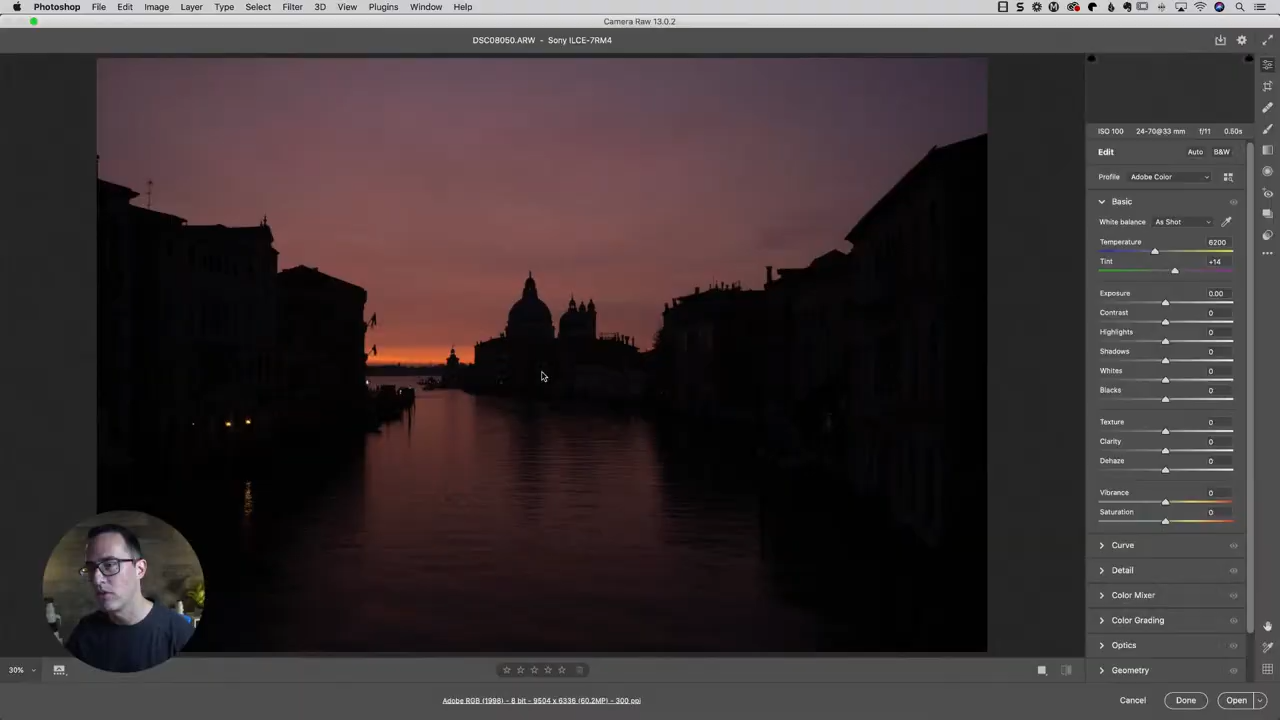 Photoshop File Edit Image Layer Type Select Filter 3D View Plugins Window Help
Camera Raw 13.0.2
DSC08050.ARW - Sony ILCE-7RM4
ISO 100 24-70@33 mm f/11 0.50s
Edit Auto B&W
Profile Adobe Color
Basic
White balance As Shot
Temperature 6200
Tint +14
Exposure 0.00
Contrast 0
Highlights 0
Shadows 0
Whites 0
Blacks 0
Texture 0
Clarity 0
Dehaze 0
Vibrance 0
Saturation 0
Curve
Detail
Color Mixer
Color Grading
Optics
Geometry
30%
Adobe RGB (1998) - 8 bit - 9504 x 6336 (60.2MP) - 300 ppi
Cancel Done Open